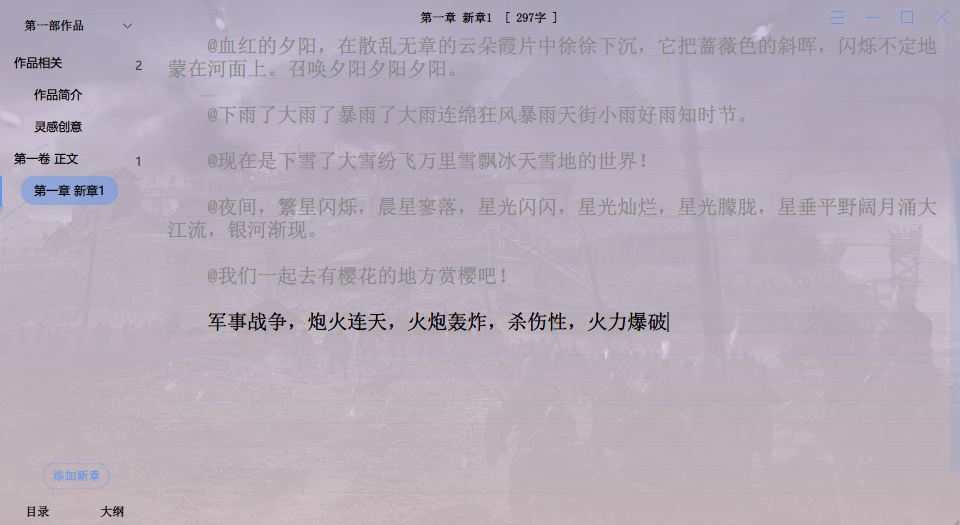 第一部作品
第一章 新章1 [ 297字 ]
作品相关 2
作品简介
灵感创意
第一卷 正文 1
第一章 新章1
@血红的夕阳，在散乱无章的云朵霞片中徐徐下沉，它把蔷薇色的斜晖，闪烁不定地
蒙在河面上。召唤夕阳夕阳夕阳。
@下雨了大雨了暴雨了大雨连绵狂风暴雨天街小雨好雨知时节。
@现在是下雪了大雪纷飞万里雪飘冰天雪地的世界！
@夜间，繁星闪烁，晨星寥落，星光闪闪，星光灿烂，星光朦胧，星垂平野阔月涌大
江流，银河渐现。
@我们一起去有樱花的地方赏樱吧！
军事战争，炮火连天，火炮轰炸，杀伤性，火力爆破
添加新章
目录 大纲